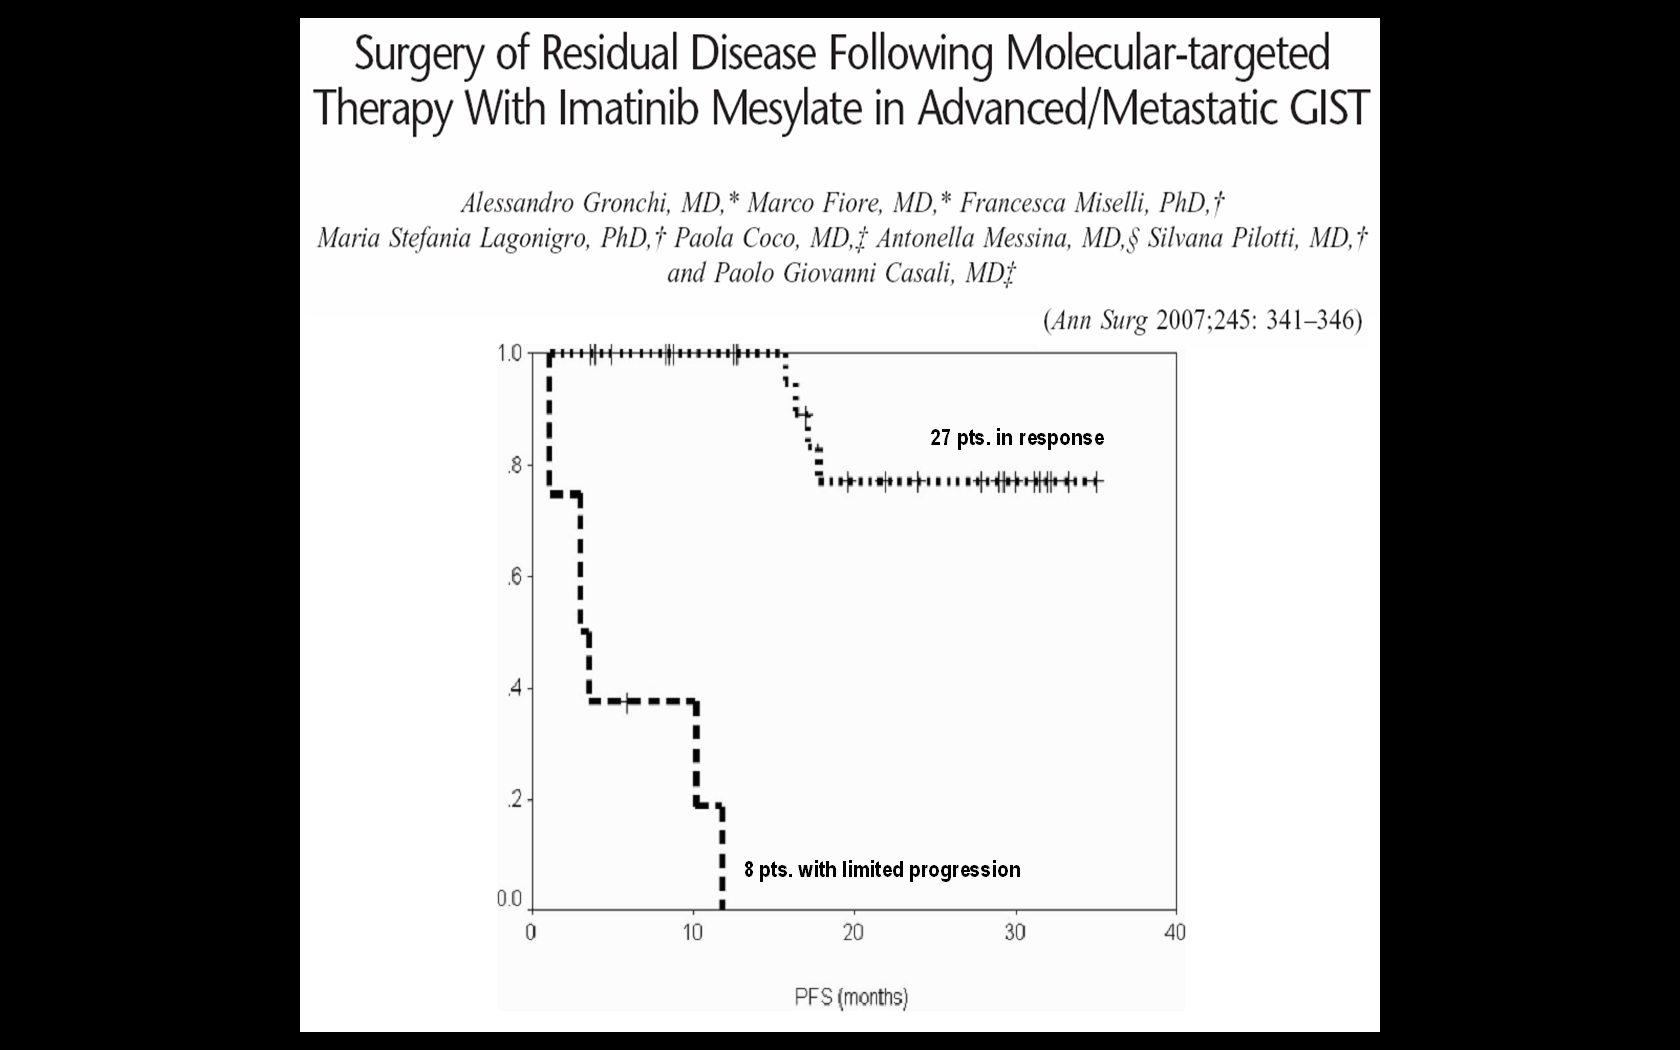 Surgery of Residual Disease Following Molecular-targeted
Therapy With Imatinib Mesylate in Advanced/Metastatic GIST
Alessandro Gronchi, MD,* Marco Fiore, MD,* Francesca Miselli, PhD,†
Maria Stefania Lagonigro, PhD,† Paola Coco, MD,‡ Antonella Messina, MD,§ Silvana Pilotti, MD,†
and Paolo Giovanni Casali, MD‡
(Ann Surg 2007;245: 341–346)
1.0
27 pts. in response
.8
.6
.4
.2
8 pts. with limited progression
0.0
0 10 20 30 40
PFS (months)